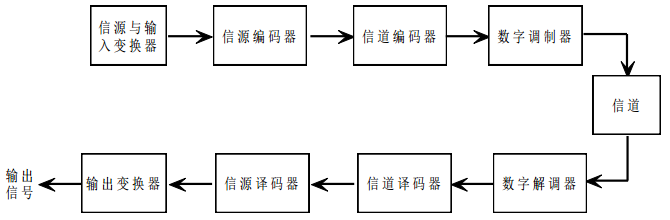 信源与输
入变换器
信源编码器
信道编码器
数字调制器
信道
输出
信号
输出变换器
信源译码器
信道译码器
数字解调器